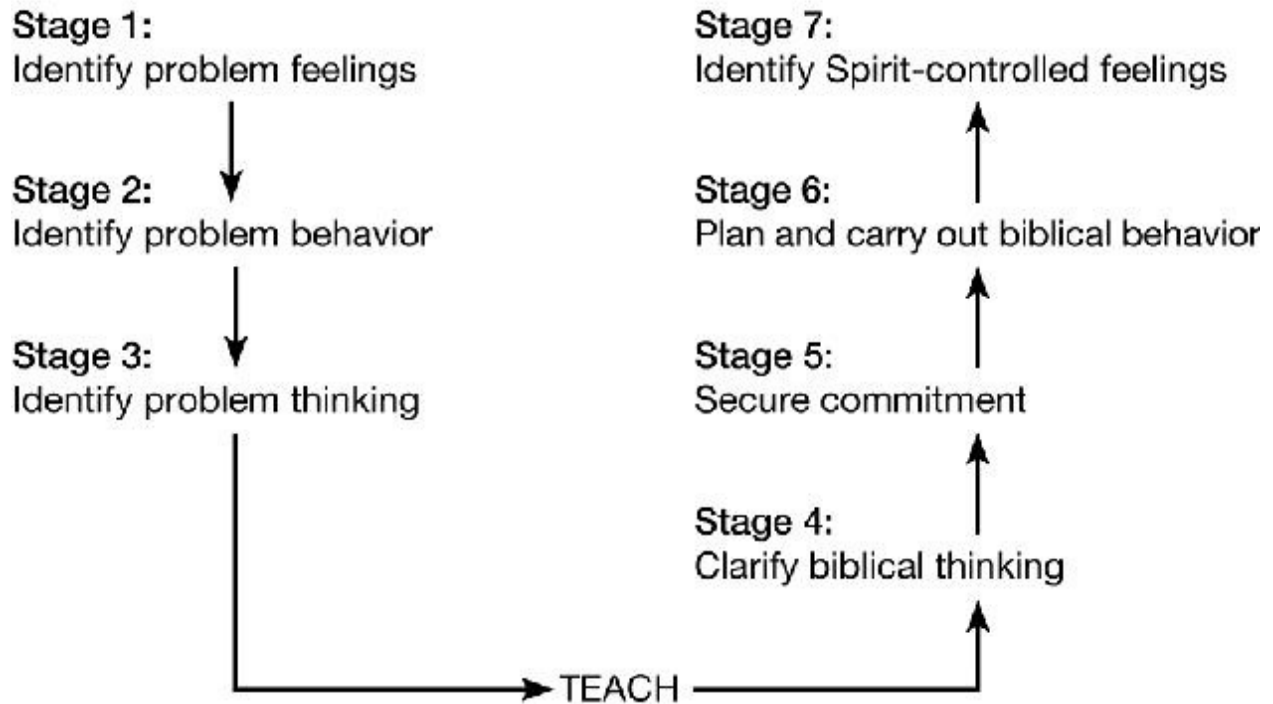 Stage 1:
Identify problem feelings
Stage 2:
Identify problem behavior
Stage 3:
Identify problem thinking
TEACH
Stage 4:
Clarify biblical thinking
Stage 5:
Secure commitment
Stage 6:
Plan and carry out biblical behavior
Stage 7:
Identify Spirit-controlled feelings